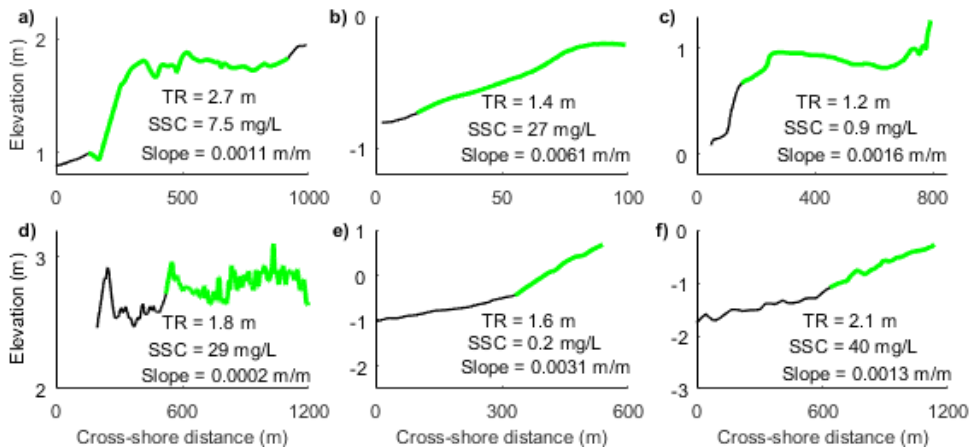 a)
Elevation (m)
2
1
TR = 2.7 m
SSC = 7.5 mg/L
Slope = 0.0011 m/m
0
500
1000
b)
0
-1
TR = 1.4 m
SSC = 27 mg/L
Slope = 0.0061 m/m
0
50
100
c)
1
0
TR = 1.2 m
SSC = 0.9 mg/L
Slope = 0.0016 m/m
0
400
800
d)
Elevation (m)
3
2
TR = 1.8 m
SSC = 29 mg/L
Slope = 0.0002 m/m
0
600
1200
Cross-shore distance (m)
e)
1
0
-1
-2
TR = 1.6 m
SSC = 0.2 mg/L
Slope = 0.0031 m/m
0
300
600
Cross-shore distance (m)
f)
0
-1
-2
-3
TR = 2.1 m
SSC = 40 mg/L
Slope = 0.0013 m/m
0
600
1200
Cross-shore distance (m)